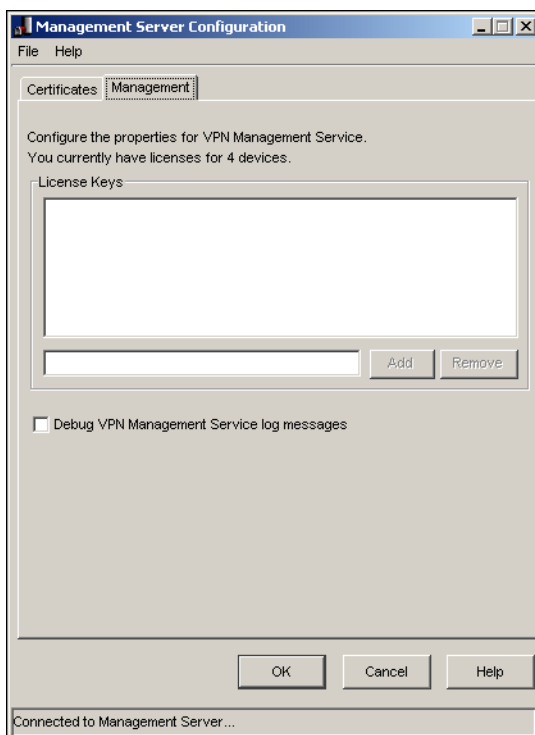 Management Server Configuration
File Help
Certificates Management
Configure the properties for VPN Management Service.
You currently have licenses for 4 devices.
License Keys
Add Remove
Debug VPN Management Service log messages
OK Cancel Help
Connected to Management Server...